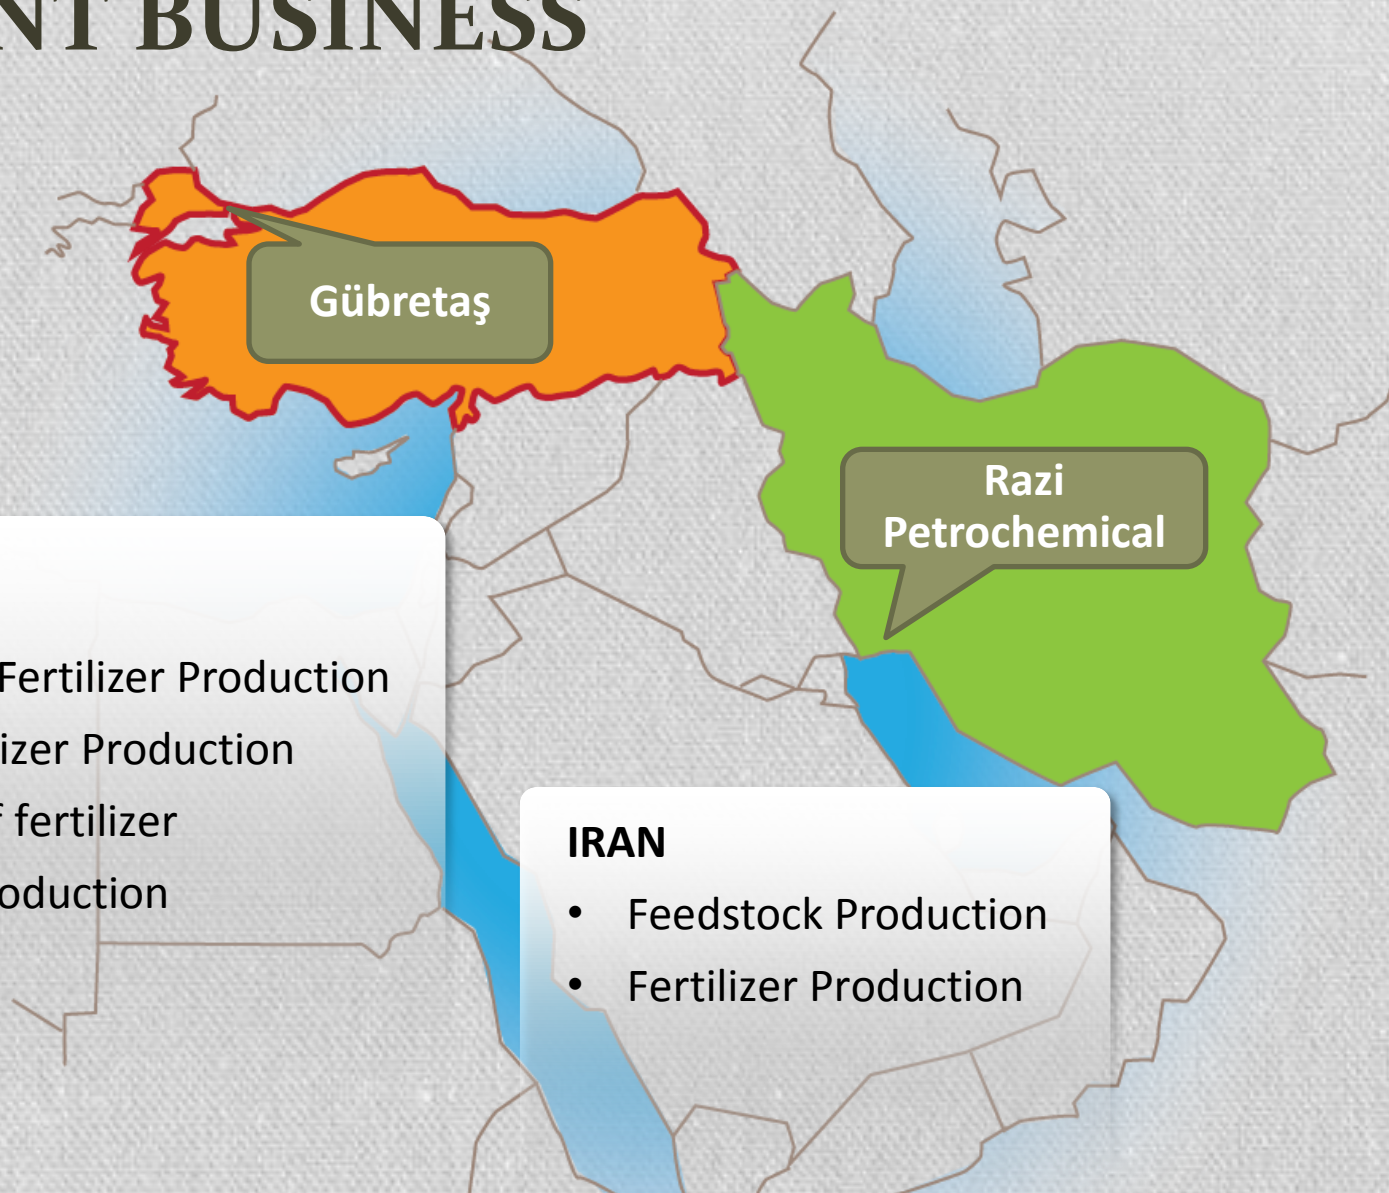 NT BUSINESS
Gübretaş
Razi
Petrochemical
Fertilizer Production
izer Production
f fertilizer
oduction
IRAN
• Feedstock Production
• Fertilizer Production